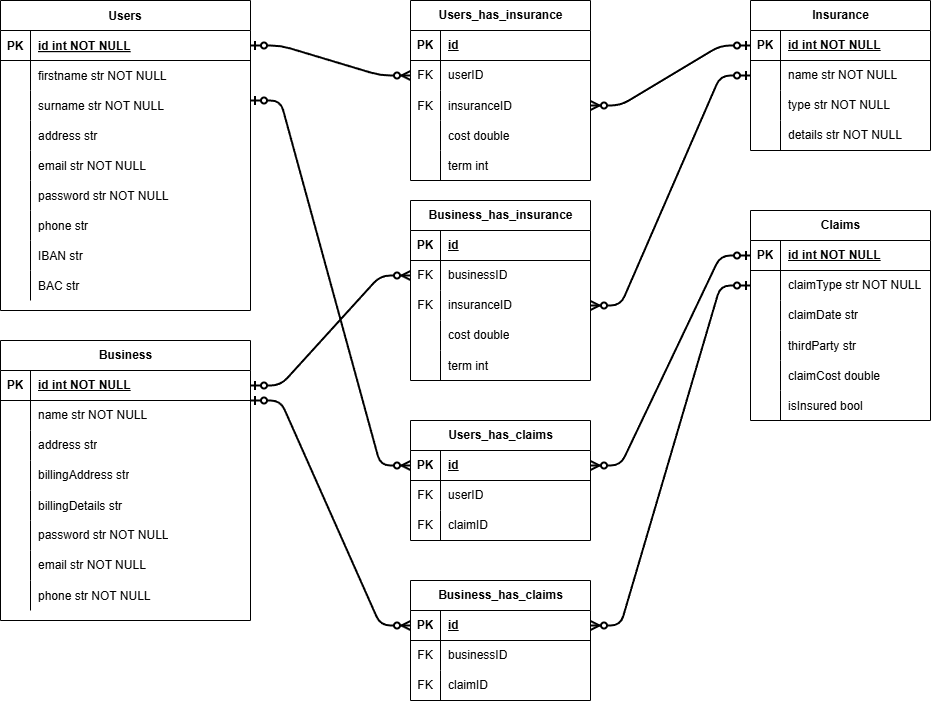 Users
PK id int NOT NULL
firstname str NOT NULL
surname str NOT NULL
address str
email str NOT NULL
password str NOT NULL
phone str
IBAN str
BAC str
Business
PK id int NOT NULL
name str NOT NULL
address str
billingAddress str
billingDetails str
password str NOT NULL
email str NOT NULL
phone str NOT NULL
Users_has_insurance
PK id
FK userID
FK insuranceID
cost double
term int
Business_has_insurance
PK id
FK businessID
FK insuranceID
cost double
term int
Users_has_claims
PK id
FK userID
FK claimID
Business_has_claims
PK id
FK businessID
FK claimID
Insurance
PK id int NOT NULL
name str NOT NULL
type str NOT NULL
details str NOT NULL
Claims
PK id int NOT NULL
claimType str NOT NULL
claimDate str
thirdParty str
claimCost double
isInsured bool